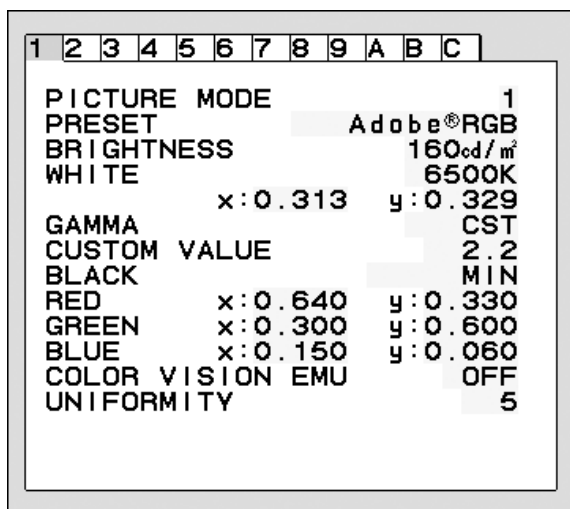 1 2 3 4 5 6 7 8 9 A B C
PICTURE MODE 1
PRESET Adobe®RGB
BRIGHTNESS 160cd/㎡
WHITE 6500K
x:0.313 y:0.329
GAMMA CST
CUSTOM VALUE 2.2
BLACK MIN
RED x:0.640 y:0.330
GREEN x:0.300 y:0.600
BLUE x:0.150 y:0.060
COLOR VISION EMU OFF
UNIFORMITY 5